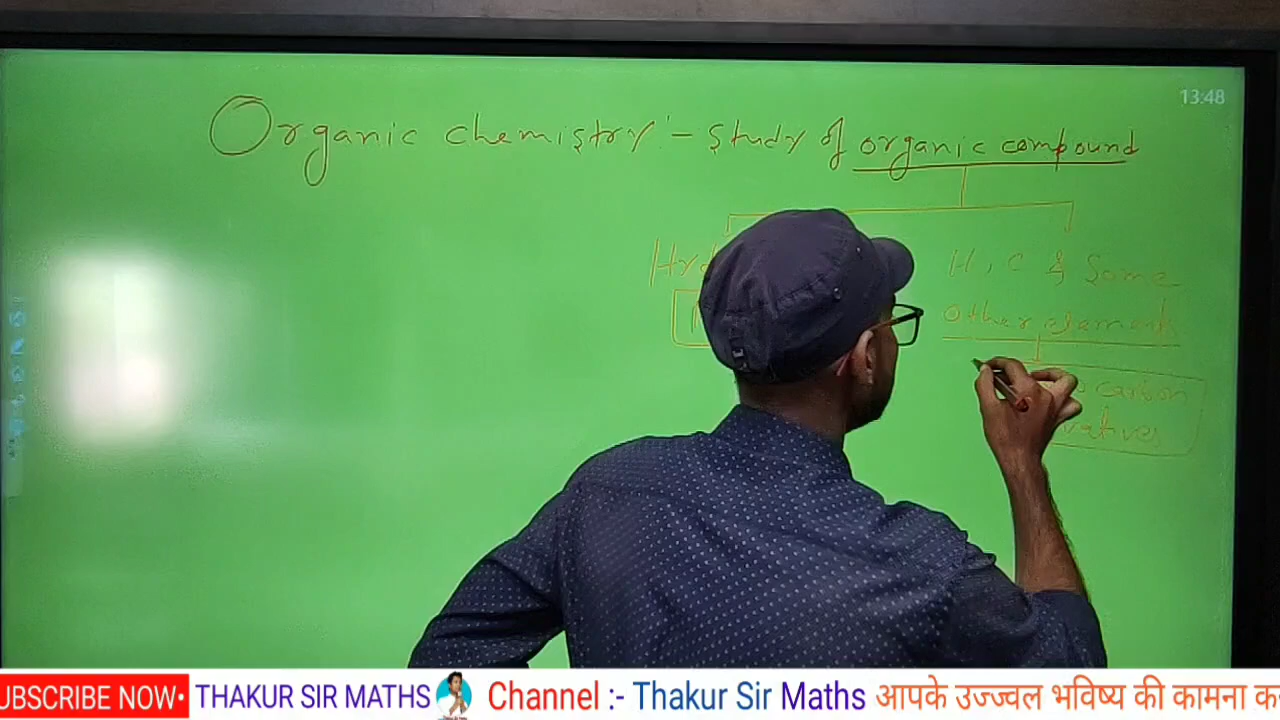 13:48
Organic chemistry :- study of organic compound
H, C & Some
other elements
carbon
SUBSCRIBE NOW• THAKUR SIR MATHS Channel :- Thakur Sir Maths आपके उज्ज्वल भविष्य की कामना